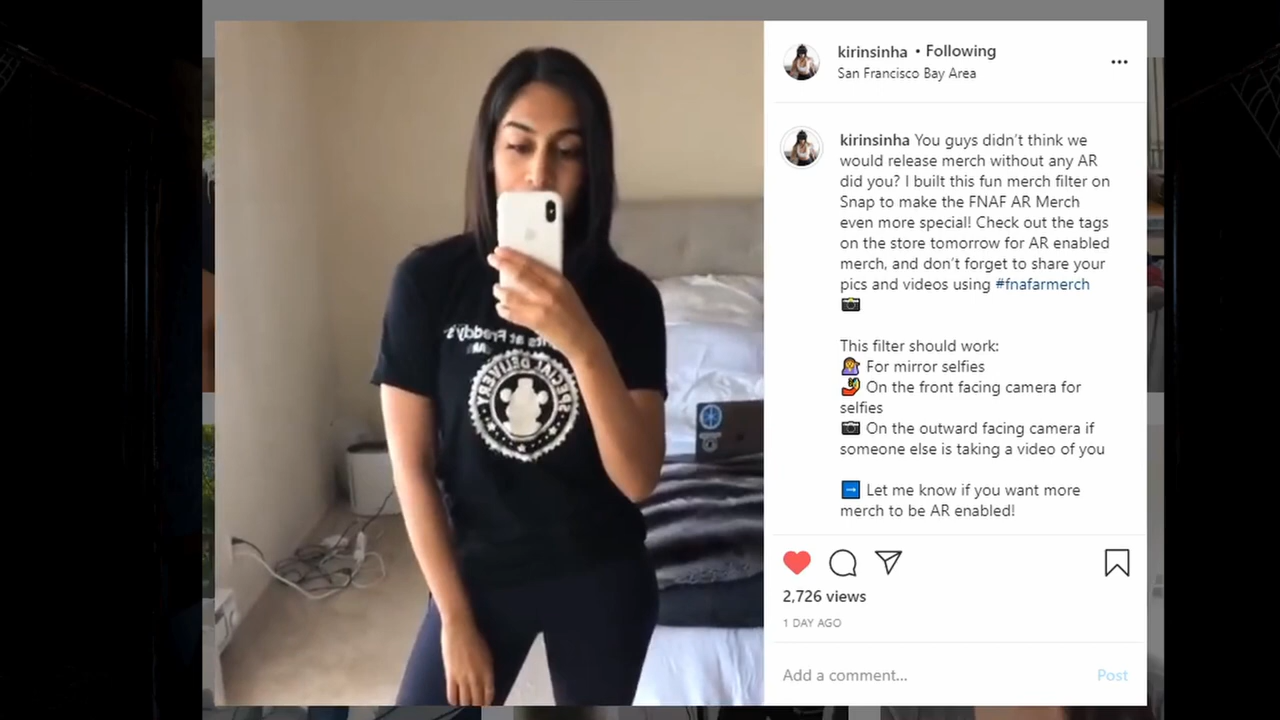 kirinsinha • Following
San Francisco Bay Area
kirinsinha You guys didn't think we
would release merch without any AR
did you? I built this fun merch filter on
Snap to make the FNAF AR Merch
even more special! Check out the tags
on the store tomorrow for AR enabled
merch, and don't forget to share your
pics and videos using #fnafarmerch
This filter should work:
For mirror selfies
On the front facing camera for
selfies
On the outward facing camera if
someone else is taking a video of you
Let me know if you want more
merch to be AR enabled!
2,726 views
1 DAY AGO
Add a comment...
Post
at Freddy's
SPECIAL DELIVERY